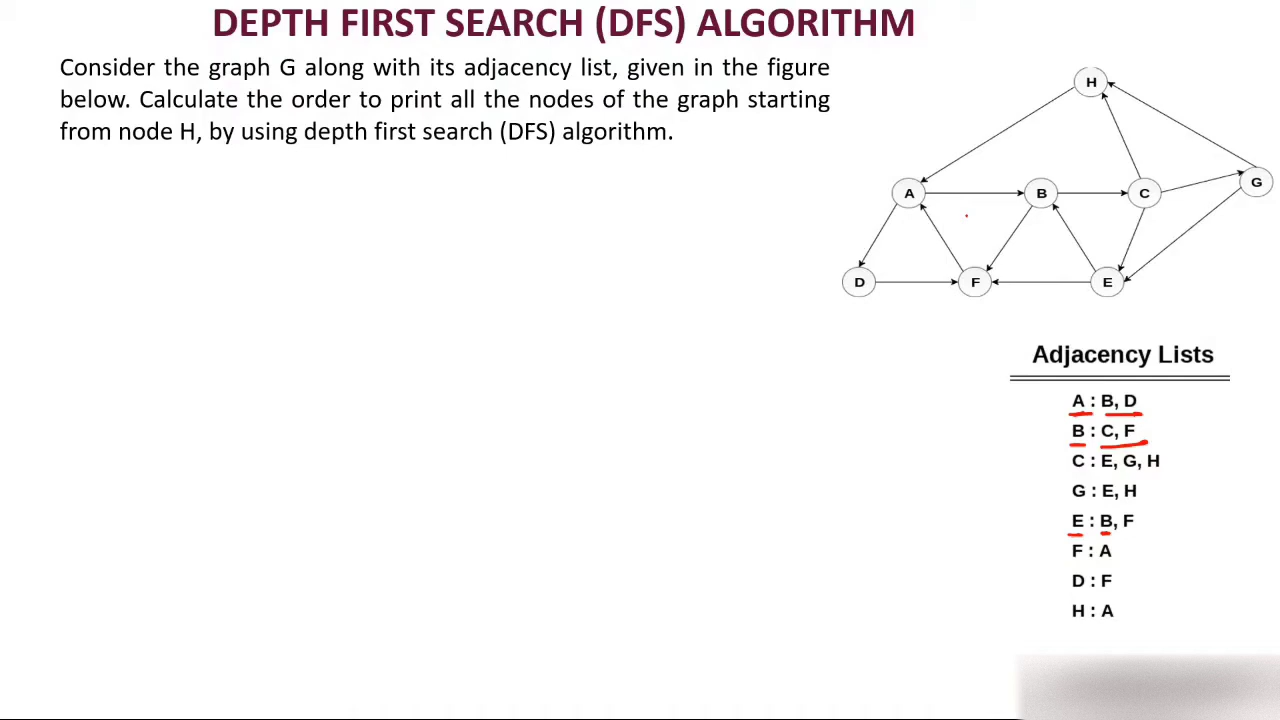 DEPTH FIRST SEARCH (DFS) ALGORITHM
Consider the graph G along with its adjacency list, given in the figure
below. Calculate the order to print all the nodes of the graph starting
from node H, by using depth first search (DFS) algorithm.
H
A
B
C
G
D
F
E
Adjacency Lists
A : B, D
B : C, F
C : E, G, H
G : E, H
E : B, F
F : A
D : F
H : A